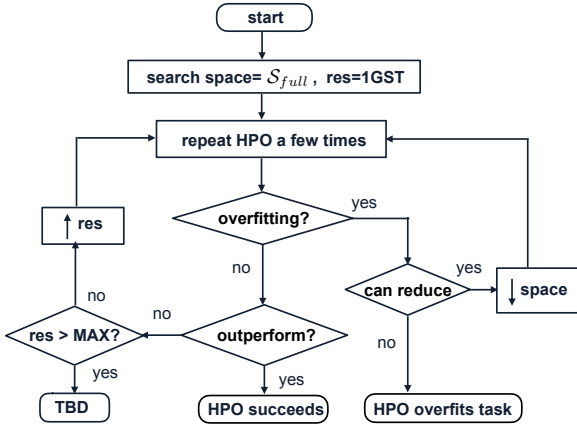 start
search space= 𝒮_full , res=1GST
repeat HPO a few times
↑ res
overfitting?
yes
no
can reduce
yes
↓ space
no
no
res > MAX?
no
outperform?
yes
yes
TBD
HPO succeeds
HPO overfits task